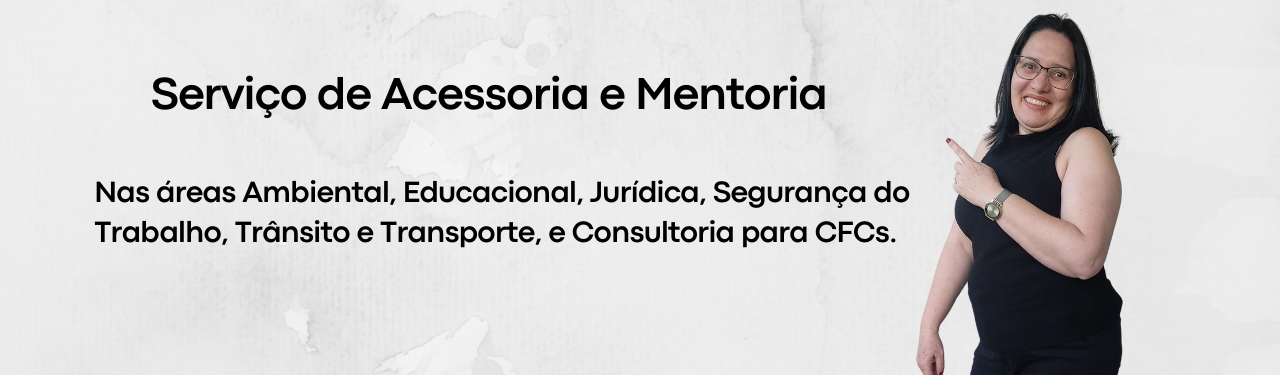 Serviço de Acessoria e Mentoria
Nas áreas Ambiental, Educacional, Jurídica, Segurança do
Trabalho, Trânsito e Transporte, e Consultoria para CFCs.